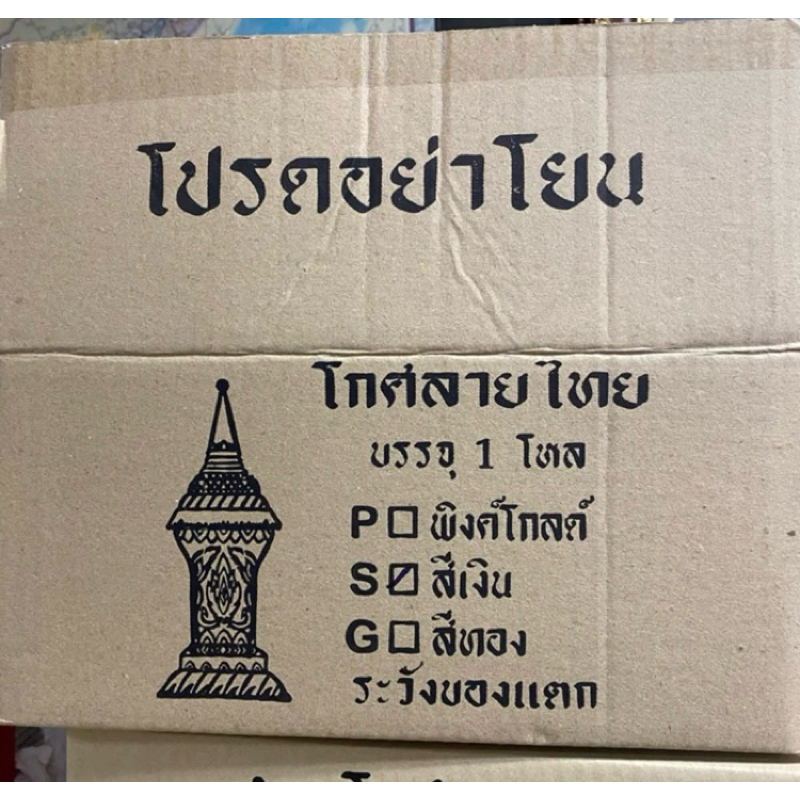 โปรดอย่าโยน
โกศลายไทย
บรรจุ 1 โหล
P พิงค์โกลด์
S สีเงิน
G สีทอง
ระวังของแตก